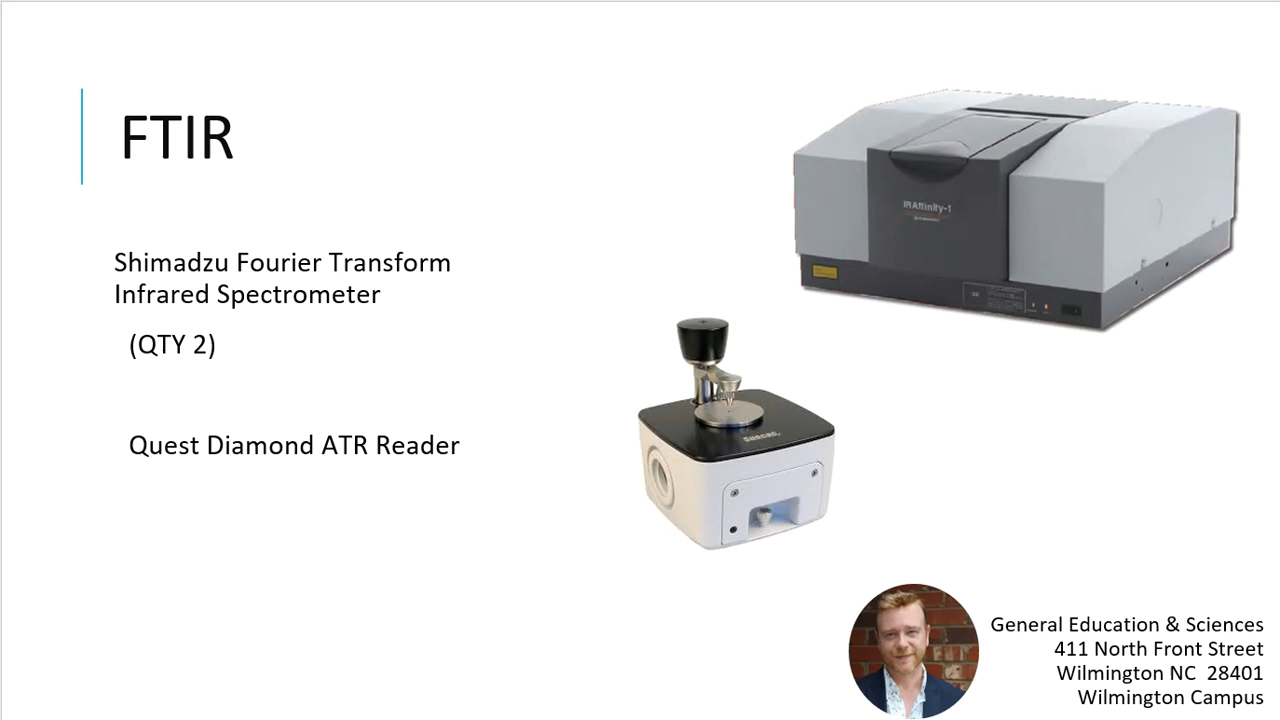 FTIR
Shimadzu Fourier Transform
Infrared Spectrometer
(QTY 2)
Quest Diamond ATR Reader
IRAffinity-1
General Education & Sciences
411 North Front Street
Wilmington NC  28401
Wilmington Campus